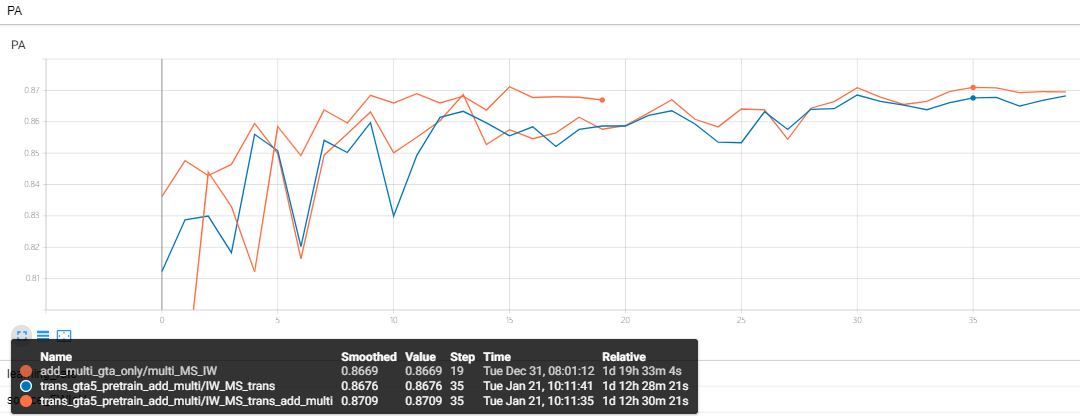 PA
PA
0.87
0.86
0.85
0.84
0.83
0.82
0.81
0 5 10 15 20 25 30 35
Name Smoothed Value Step Time Relative
add_multi_gta_only/multi_MS_IW 0.8669 0.8669 19 Tue Dec 31, 08:01:12 1d 19h 33m 4s
trans_gta5_pretrain_add_multi/IW_MS_trans 0.8676 0.8676 35 Tue Jan 21, 10:11:41 1d 12h 28m 21s
trans_gta5_pretrain_add_multi/IW_MS_trans_add_multi 0.8709 0.8709 35 Tue Jan 21, 10:11:35 1d 12h 30m 21s